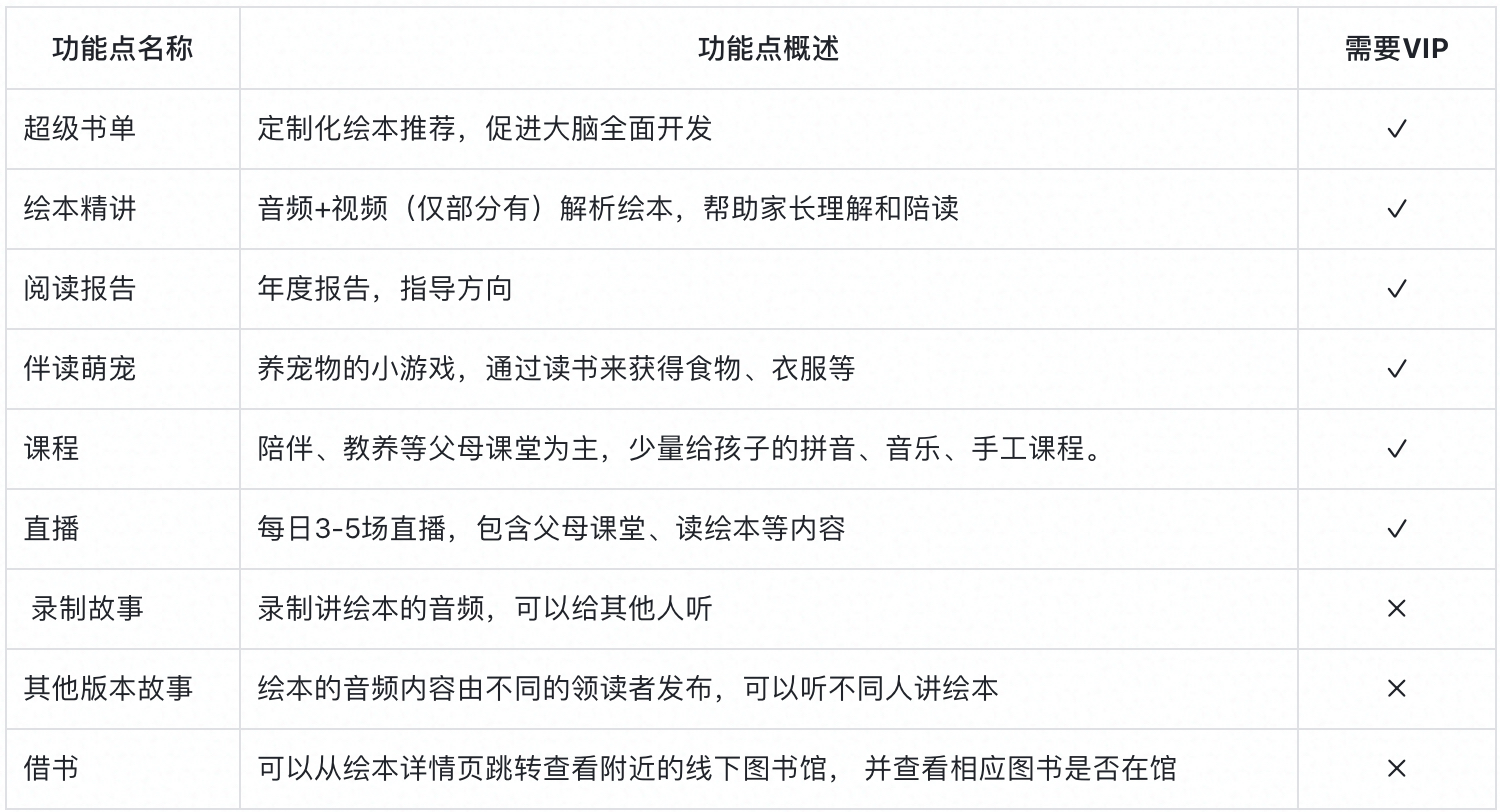 功能点名称 功能点概述 需要VIP
超级书单 定制化绘本推荐，促进大脑全面开发 ✓
绘本精讲 音频+视频（仅部分有）解析绘本，帮助家长理解和陪读 ✓
阅读报告 年度报告，指导方向 ✓
伴读萌宠 养宠物的小游戏，通过读书来获得食物、衣服等 ✓
课程 陪伴、教养等父母课堂为主，少量给孩子的拼音、音乐、手工课程。 ✓
直播 每日3-5场直播，包含父母课堂、读绘本等内容 ✓
录制故事 录制讲绘本的音频，可以给其他人听 ×
其他版本故事 绘本的音频内容由不同的领读者发布，可以听不同人讲绘本 ×
借书 可以从绘本详情页跳转查看附近的线下图书馆， 并查看相应图书是否在馆 ×